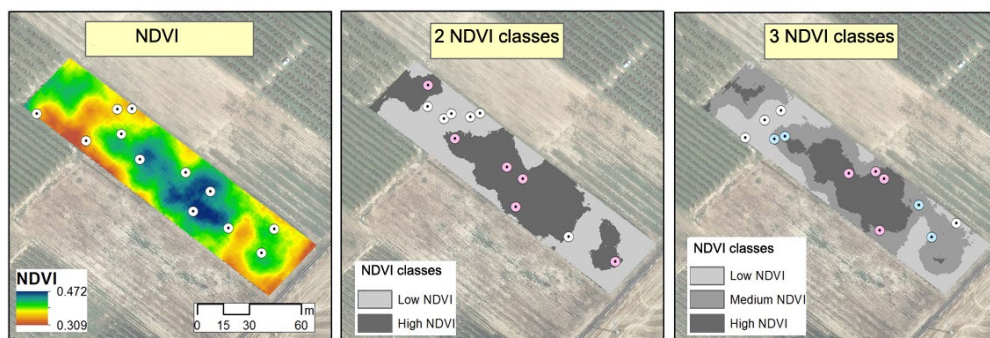 NDVI
NDVI
0.472
0.309
m
0 15 30 60
2 NDVI classes
NDVI classes
Low NDVI
High NDVI
3 NDVI classes
NDVI classes
Low NDVI
Medium NDVI
High NDVI